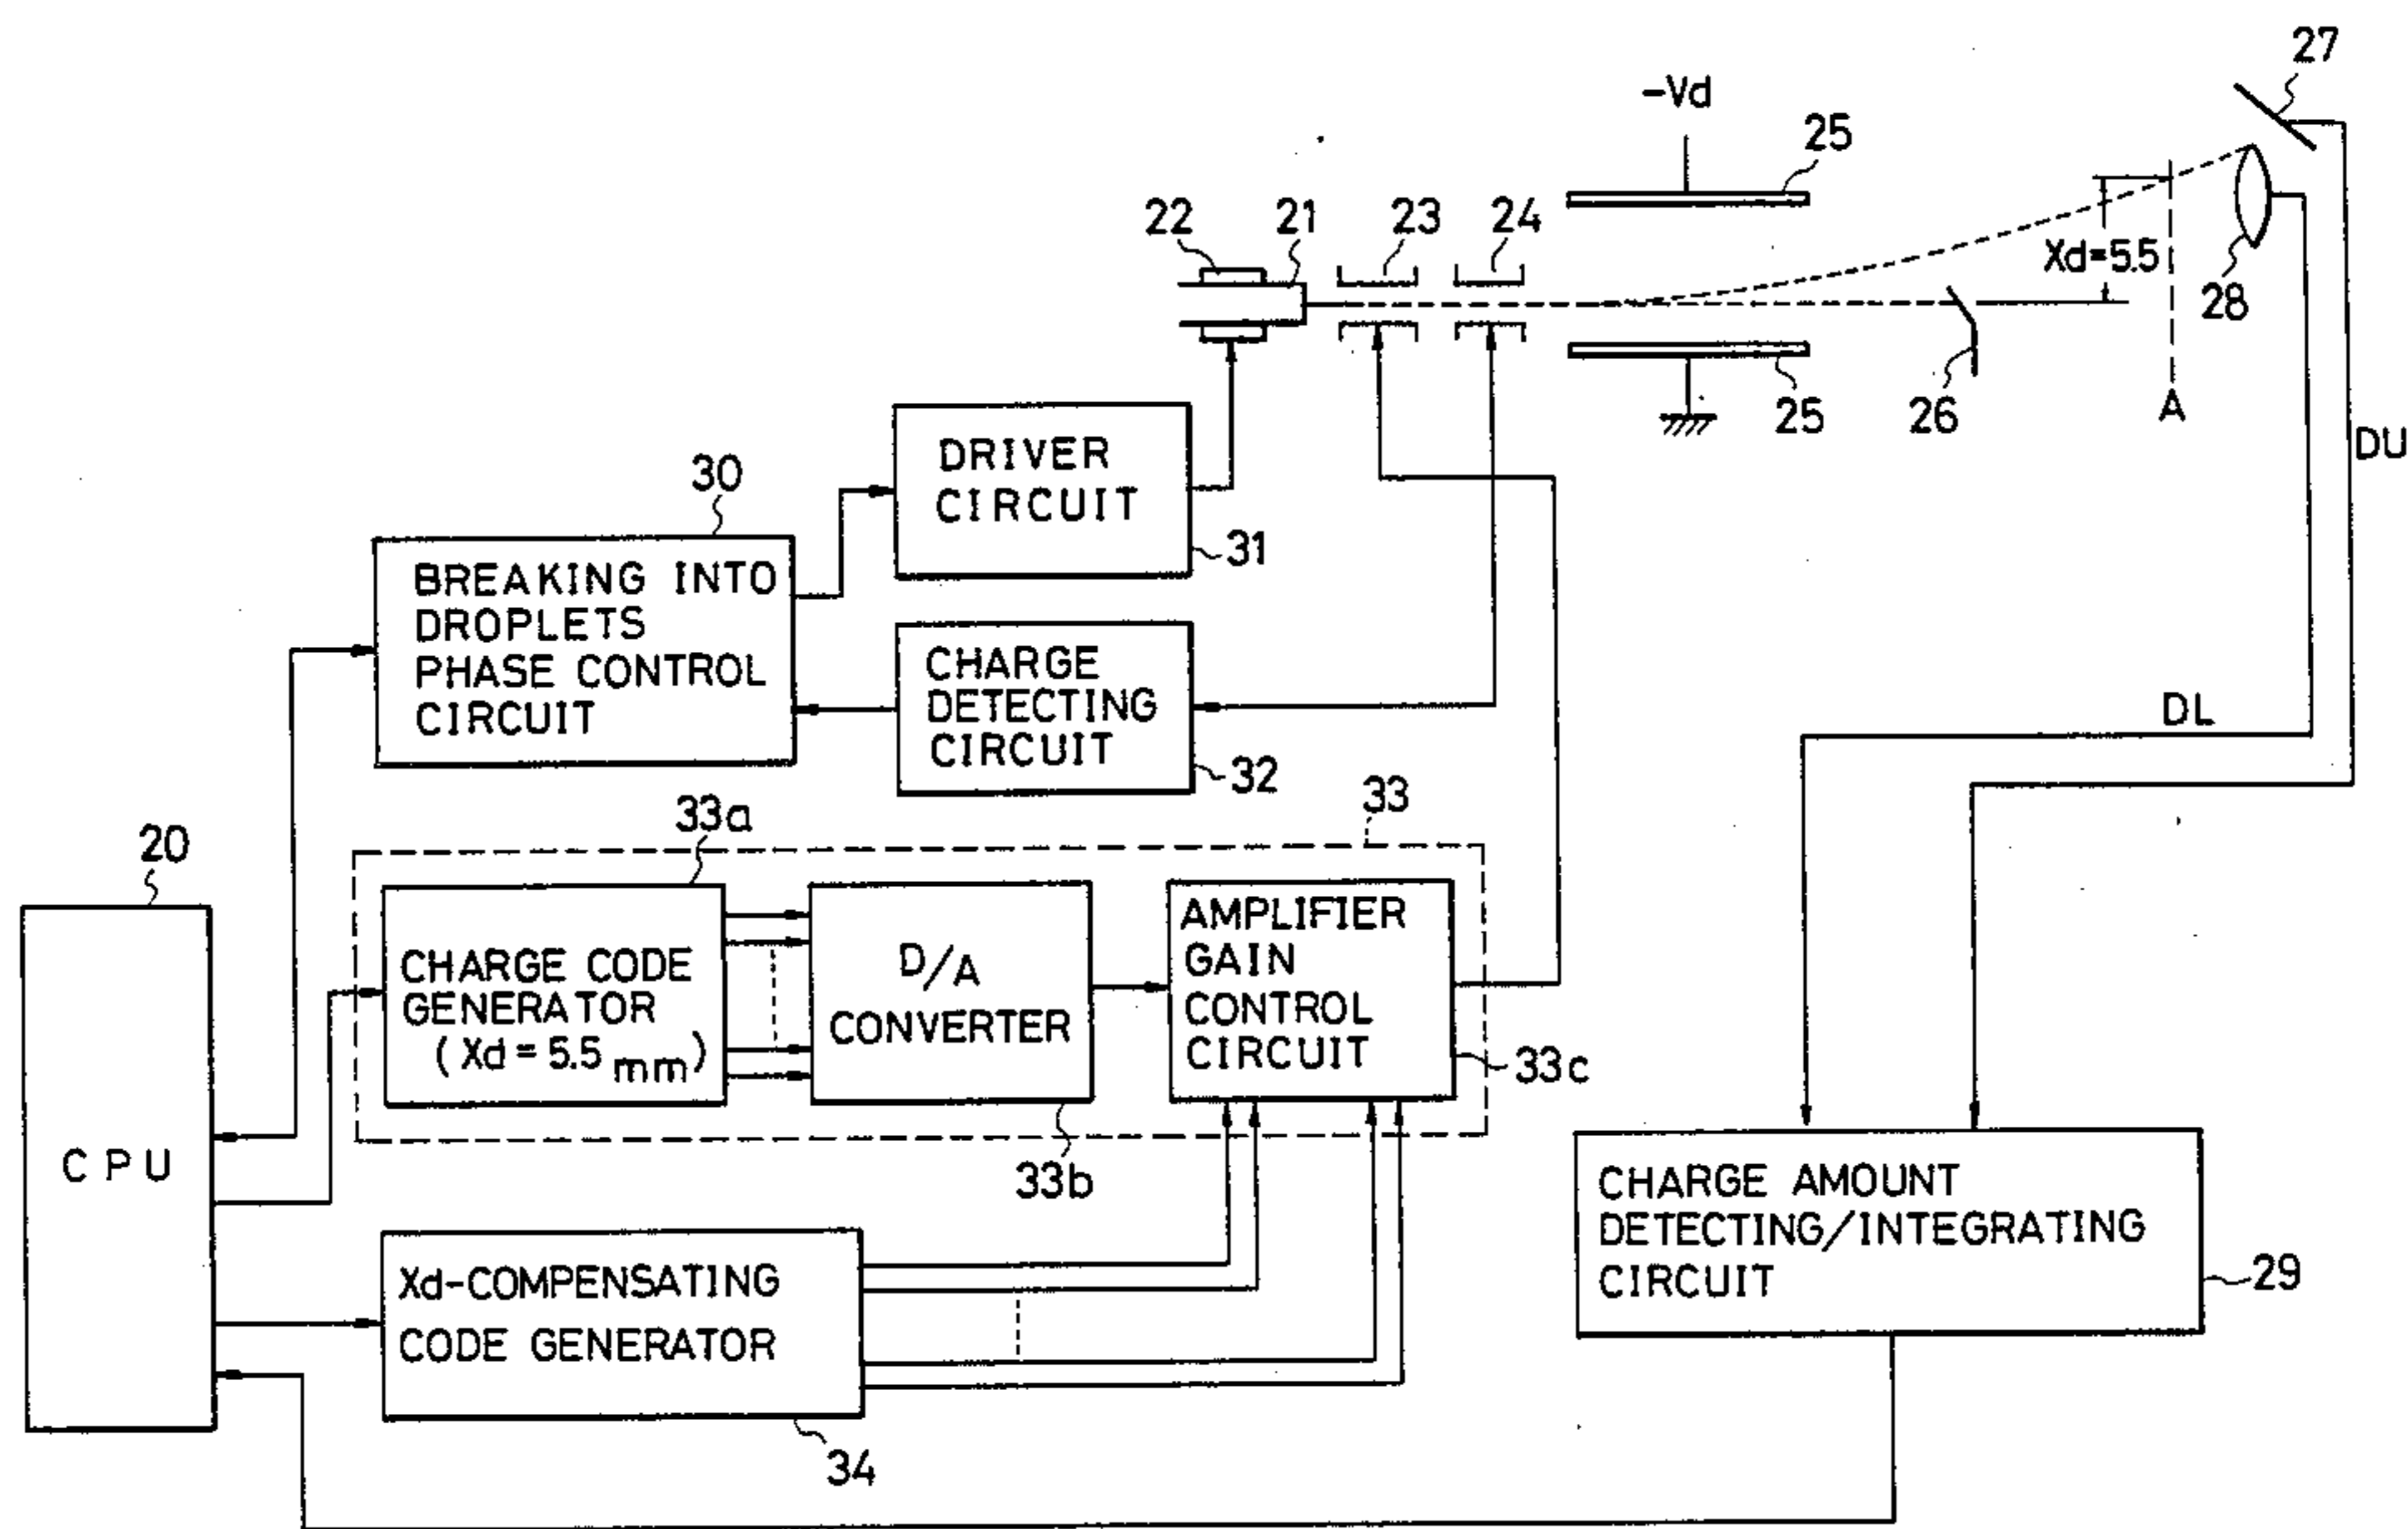 27
-Vd
25
22
21
23
24
Xd=5.5
28
25
26
A
DU
DRIVER
CIRCUIT
31
30
BREAKING INTO
DROPLETS
PHASE CONTROL
CIRCUIT
CHARGE
DETECTING
CIRCUIT
32
DL
33
33a
20
CHARGE CODE
GENERATOR
(Xd=5.5mm)
D/A
CONVERTER
AMPLIFIER
GAIN
CONTROL
CIRCUIT
33c
33b
CPU
Xd-COMPENSATING
CODE GENERATOR
34
CHARGE AMOUNT
DETECTING/INTEGRATING
CIRCUIT
29